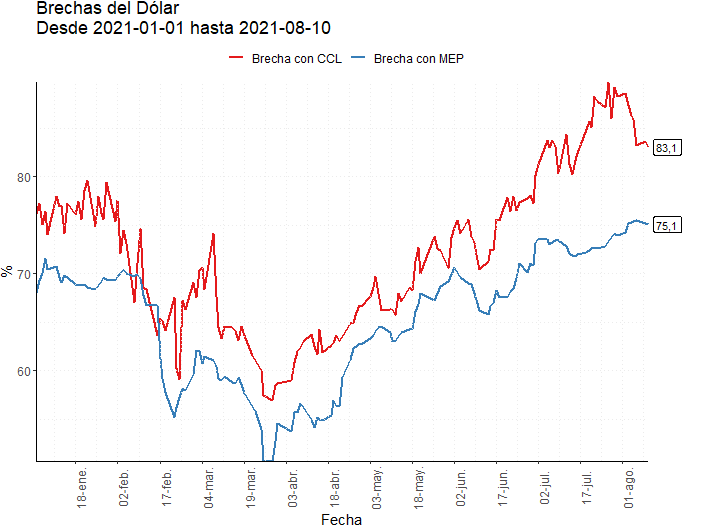 Brechas del Dólar
Desde 2021-01-01 hasta 2021-08-10
Brecha con CCL
Brecha con MEP
%
80
70
60
83,1
75,1
18-ene.
02-feb.
17-feb.
04-mar.
19-mar.
03-abr.
18-abr.
03-may.
18-may.
02-jun.
17-jun.
02-jul.
17-jul.
01-ago.
Fecha